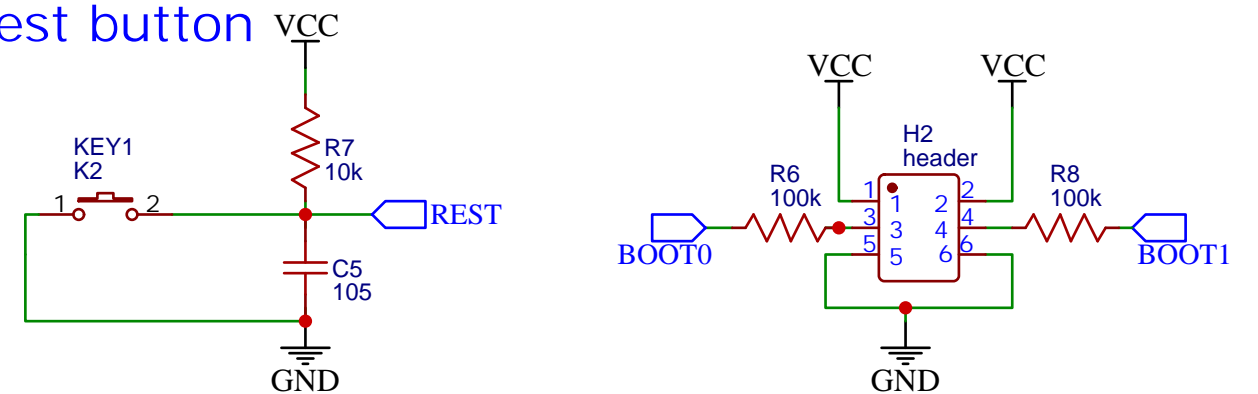 est button
VCC
KEY1
K2
1
2
R7
10k
REST
C5
105
GND
VCC
VCC
H2
header
R6
100k
R8
100k
1
1
2
2
3
3
4
4
5
5
6
6
BOOT0
BOOT1
GND